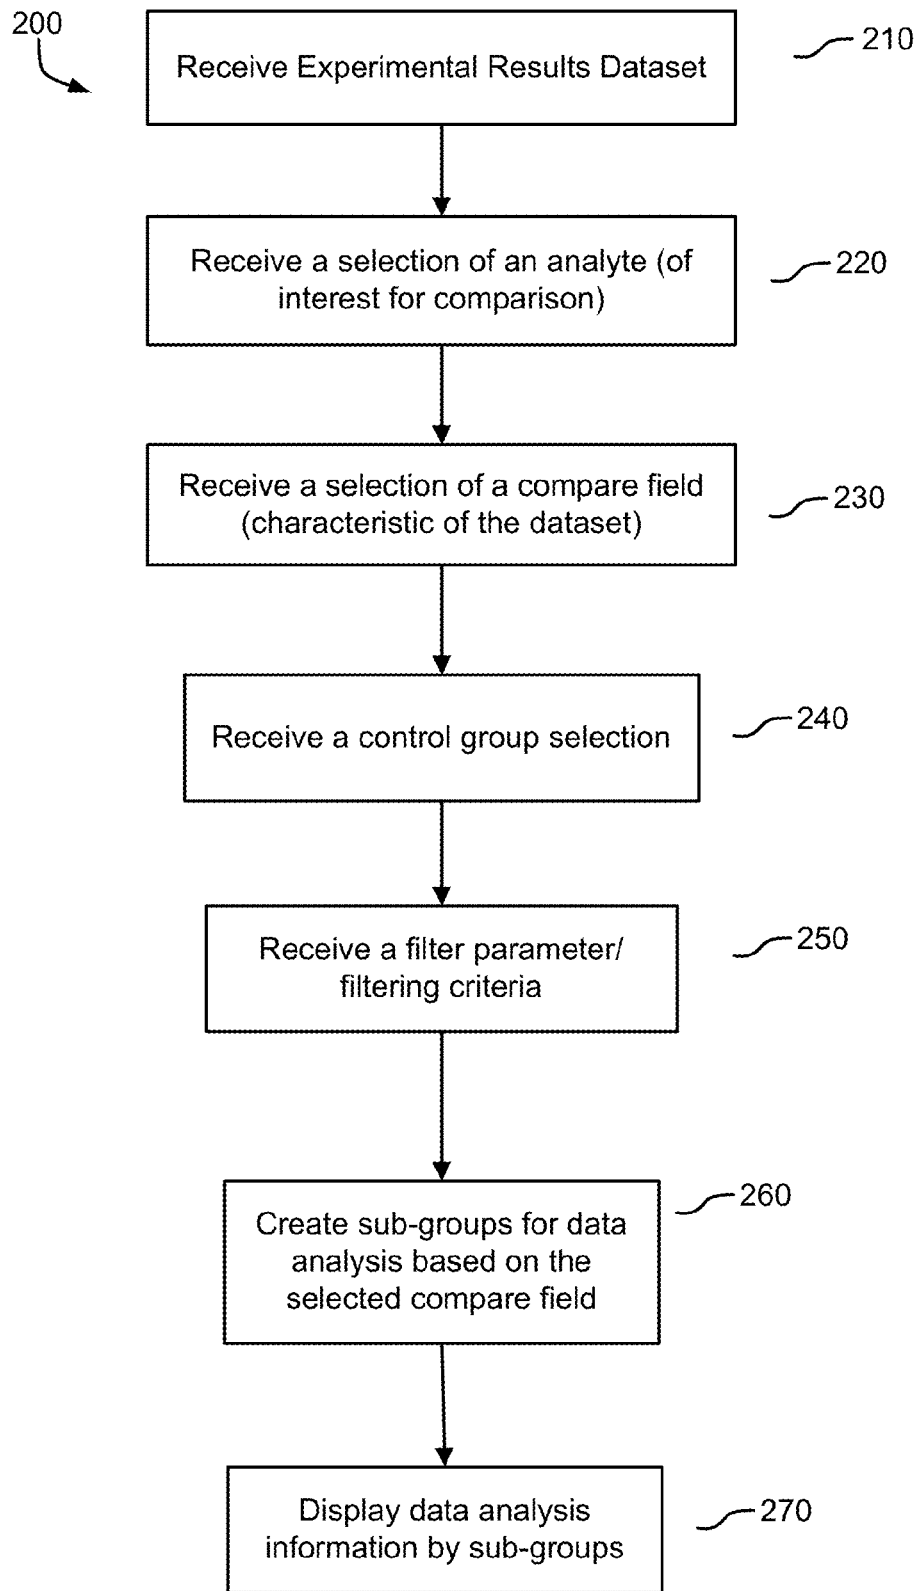 200
Receive Experimental Results Dataset
210
Receive a selection of an analyte (of
interest for comparison)
220
Receive a selection of a compare field
(characteristic of the dataset)
230
Receive a control group selection
240
Receive a filter parameter/
filtering criteria
250
Create sub-groups for data
analysis based on the
selected compare field
260
Display data analysis
information by sub-groups
270